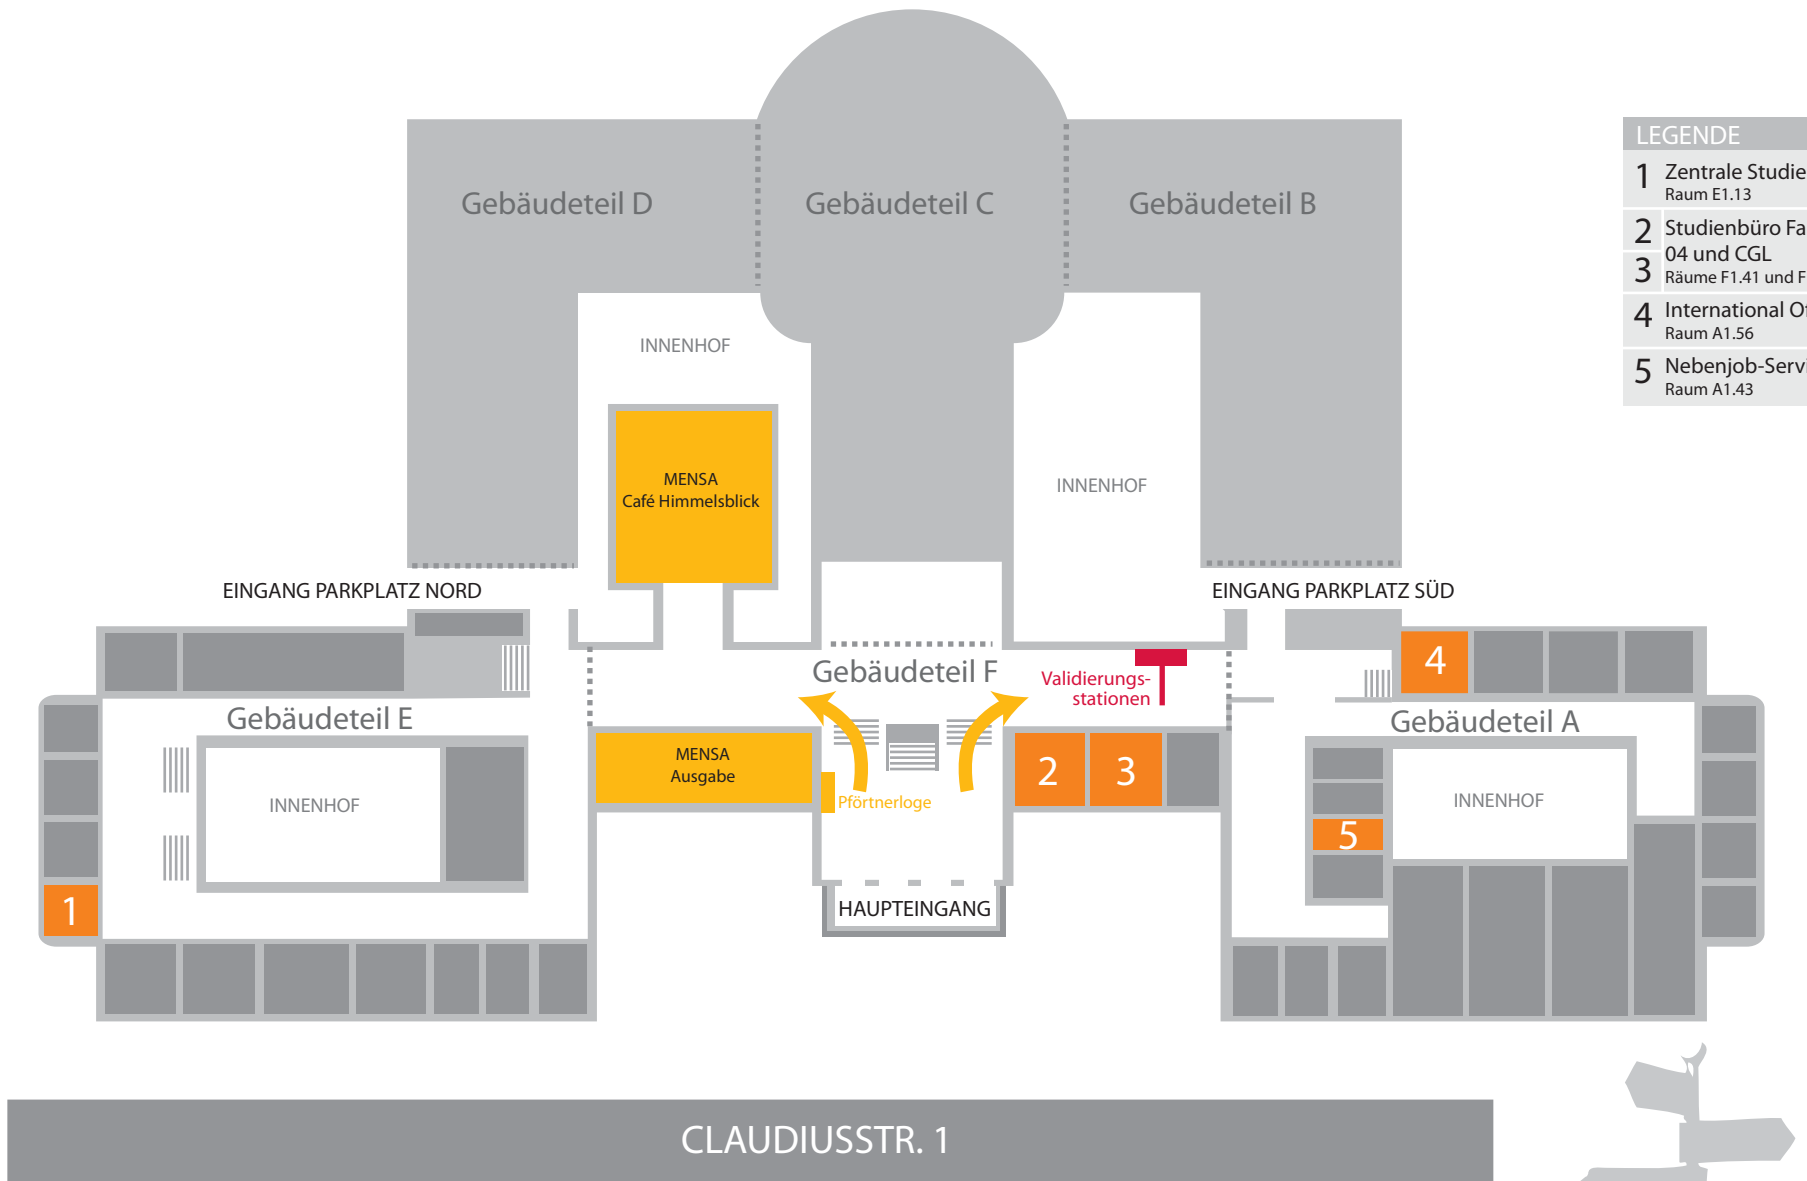 Gebäudeteil D
Gebäudeteil C
Gebäudeteil B
LEGENDE
1 Zentrale Studie
Raum E1.13
2 Studienbüro Fa
04 und CGL
3 Räume F1.41 und F
4 International Of
Raum A1.56
5 Nebenjob-Servi
Raum A1.43
INNENHOF
MENSA
Café Himmelsblick
INNENHOF
EINGANG PARKPLATZ NORD
EINGANG PARKPLATZ SÜD
Gebäudeteil F
Validierungs-
stationen
4
Gebäudeteil E
Gebäudeteil A
MENSA
Ausgabe
2
3
Pförtnerloge
INNENHOF
INNENHOF
5
1
HAUPTEINGANG
CLAUDIUSSTR. 1